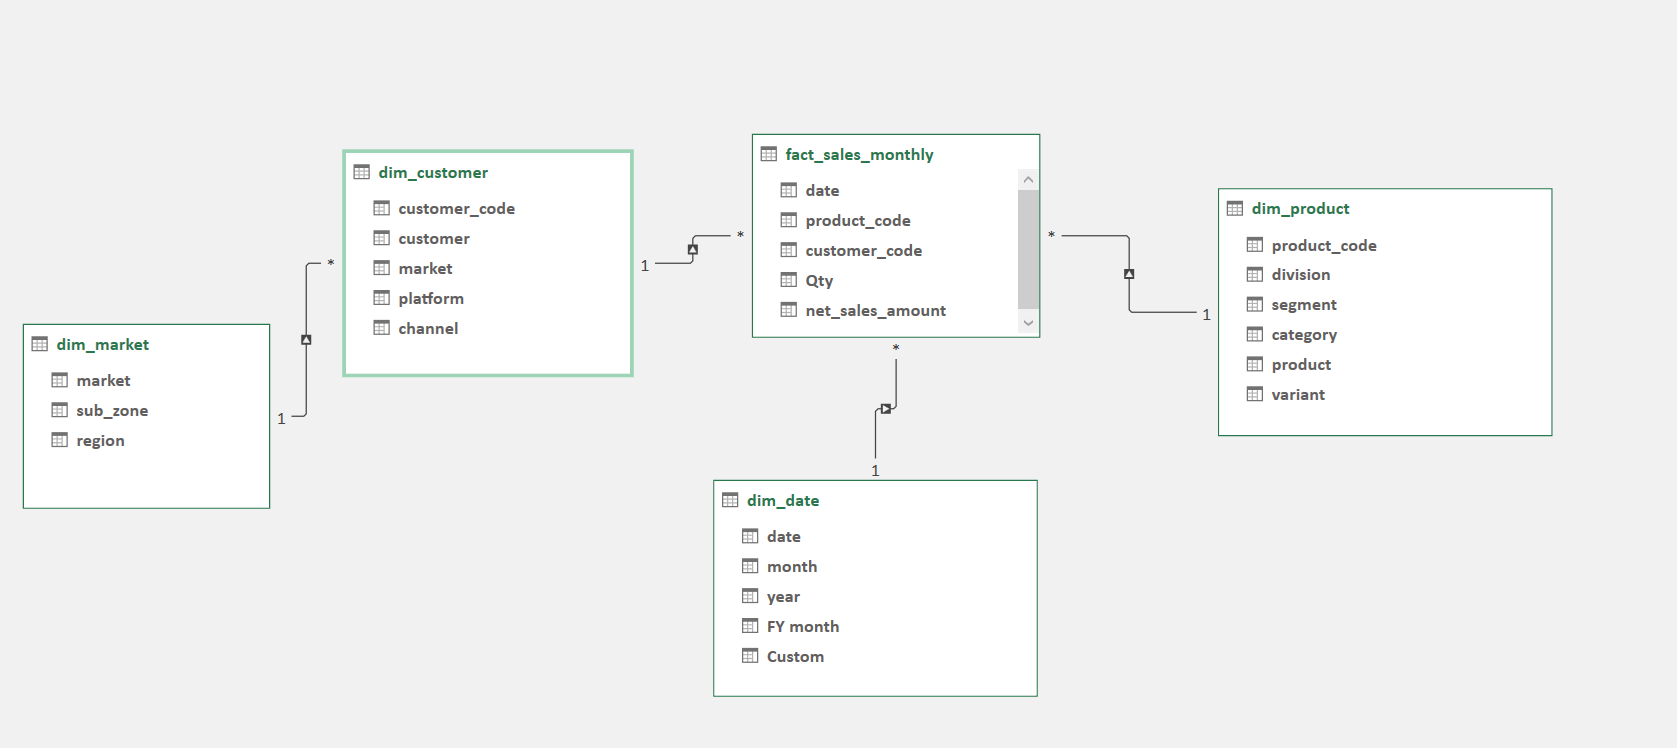 dim_market
market
sub_zone
region
1
*
dim_customer
customer_code
customer
market
platform
channel
1
*
fact_sales_monthly
date
product_code
customer_code
Qty
net_sales_amount
*
1
*
1
dim_date
date
month
year
FY month
Custom
dim_product
product_code
division
segment
category
product
variant